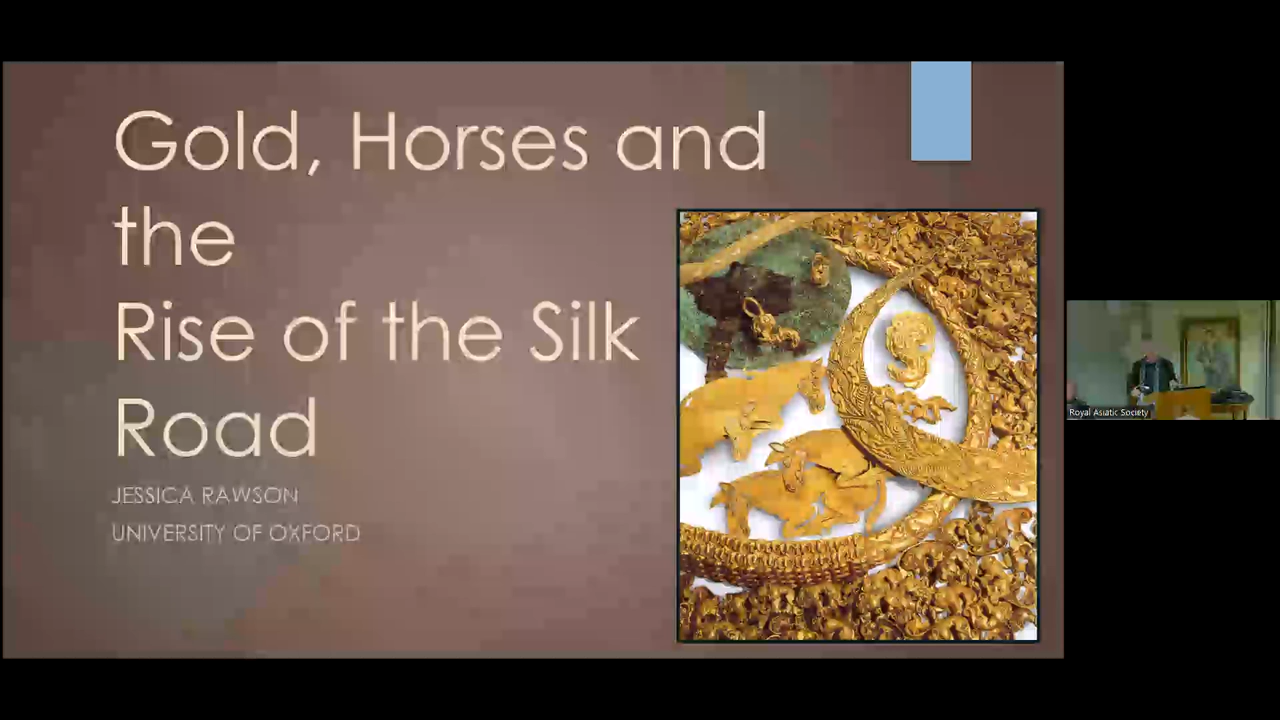 Gold, Horses and
the
Rise of the Silk
Road
JESSICA RAWSON
UNIVERSITY OF OXFORD
Royal Asiatic Society